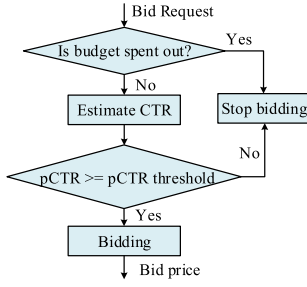 Bid Request
Is budget spent out?
Yes
No
Estimate CTR
Stop bidding
No
pCTR >= pCTR threshold
Yes
Bidding
Bid price